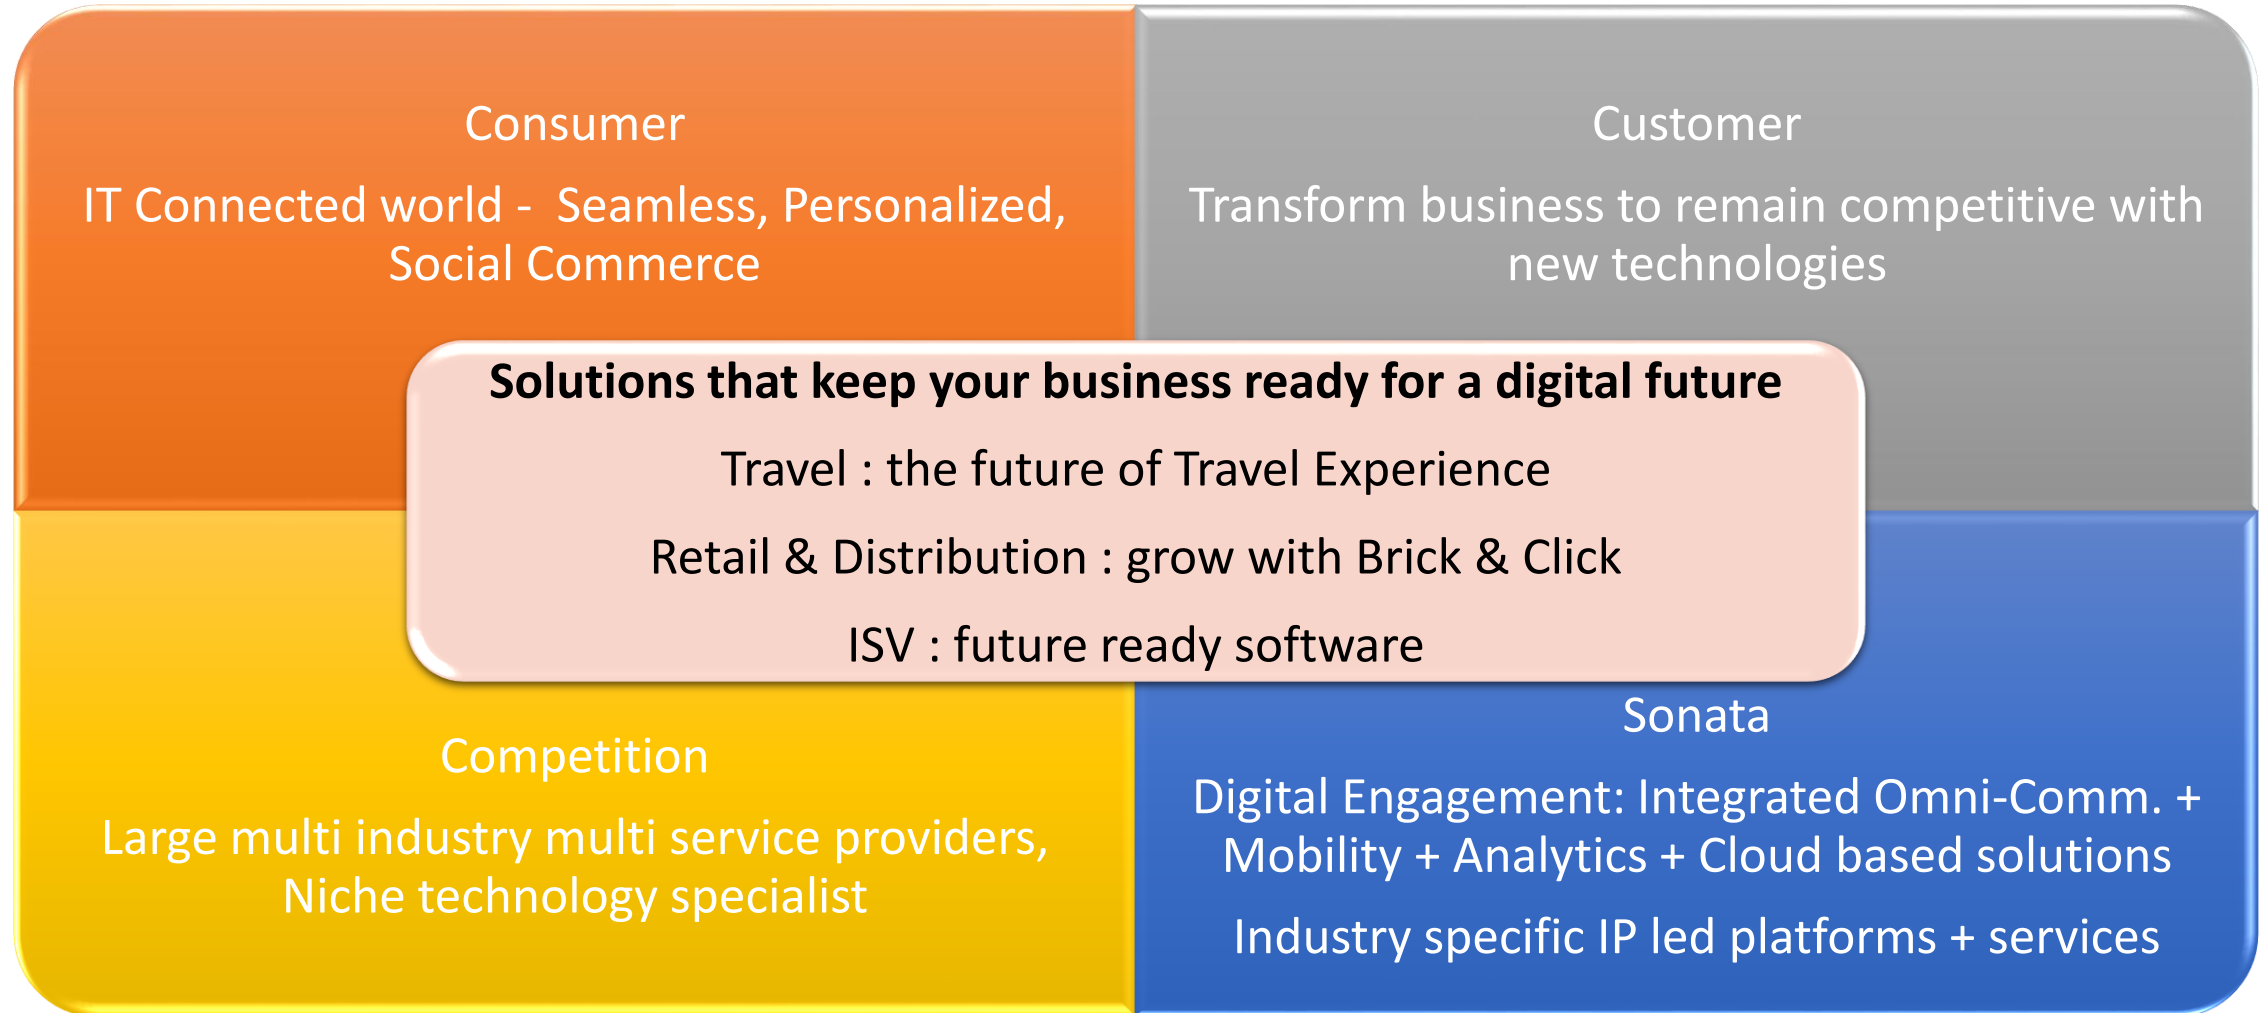 Consumer
IT Connected world -  Seamless, Personalized,
Social Commerce
Customer
Transform business to remain competitive with
new technologies
Solutions that keep your business ready for a digital future
Travel : the future of Travel Experience
Retail & Distribution : grow with Brick & Click
ISV : future ready software
Competition
Large multi industry multi service providers,
Niche technology specialist
Sonata
Digital Engagement: Integrated Omni-Comm. +
Mobility + Analytics + Cloud based solutions
Industry specific IP led platforms + services